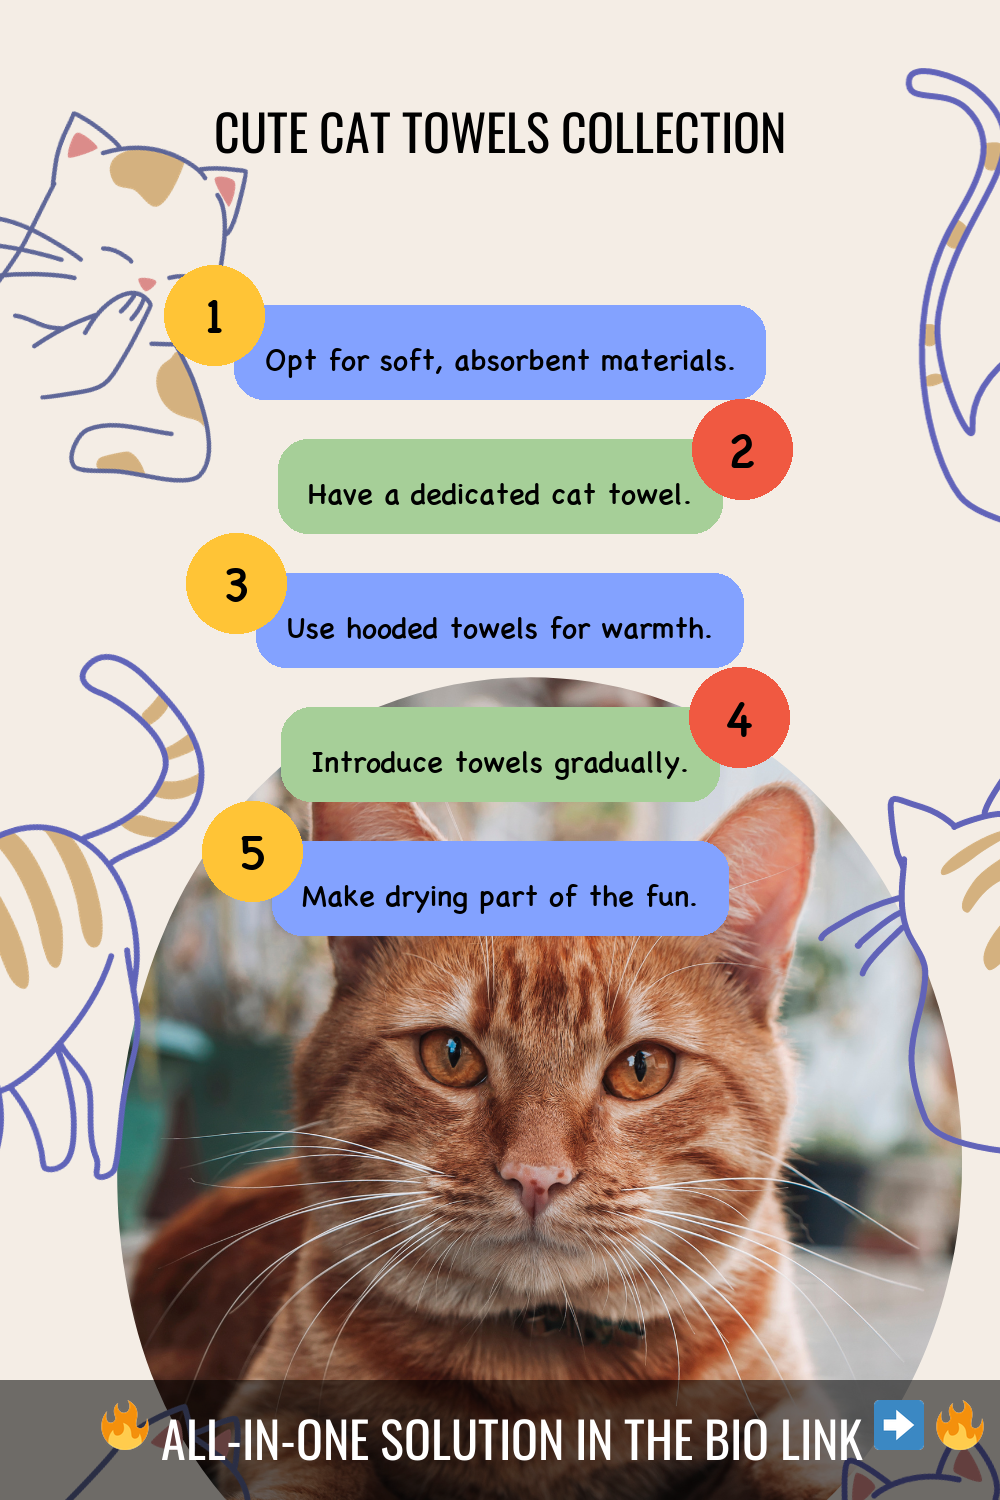 CUTE CAT TOWELS COLLECTION
1
Opt for soft, absorbent materials.
2
Have a dedicated cat towel.
3
Use hooded towels for warmth.
4
Introduce towels gradually.
5
Make drying part of the fun.
🔥 ALL-IN-ONE SOLUTION IN THE BIO LINK ➡️ 🔥